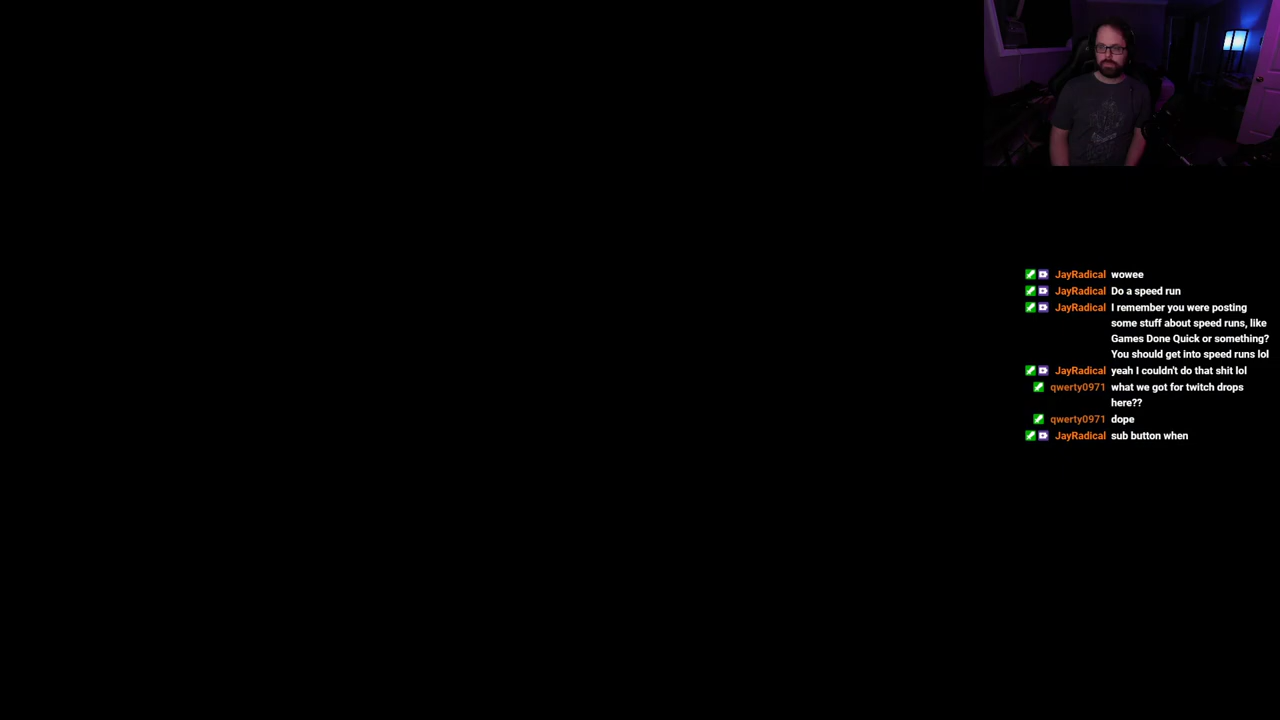 JayRadical wowee
JayRadical Do a speed run
JayRadical I remember you were posting
some stuff about speed runs, like
Games Done Quick or something?
You should get into speed runs lol
JayRadical yeah I couldn't do that shit lol
qwerty0971 what we got for twitch drops
here??
qwerty0971 dope
JayRadical sub button when